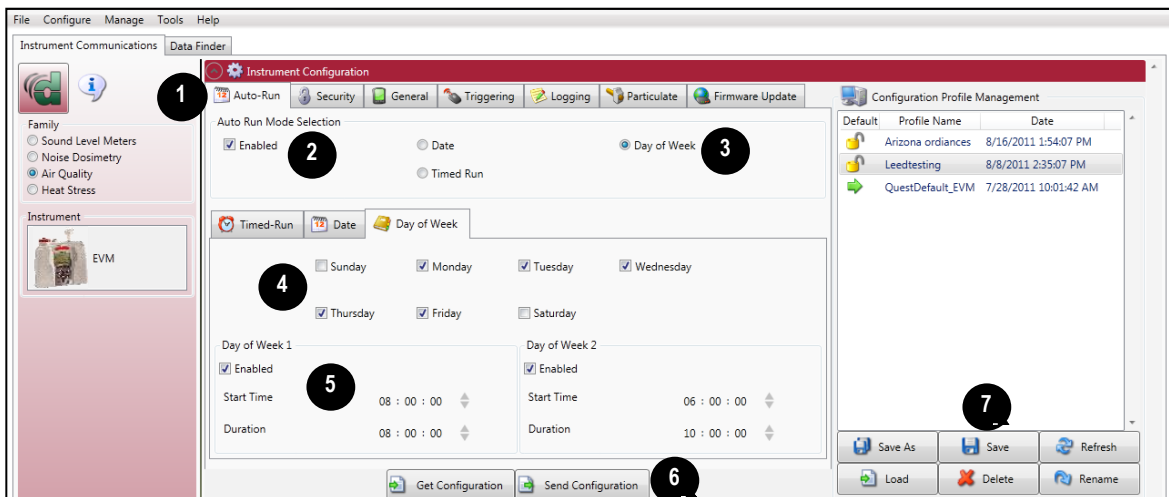 File Configure Manage Tools Help
Instrument Communications Data Finder
1
Instrument Configuration
Auto-Run Security General Triggering Logging Particulate Firmware Update
Auto Run Mode Selection
Enabled 2 Date Day of Week 3
Timed Run
Family
Sound Level Meters
Noise Dosimetry
Air Quality
Heat Stress
Instrument
EVM
Timed-Run 12 Date Day of Week
4
Sunday Monday Tuesday Wednesday
Thursday Friday Saturday
Day of Week 1
Enabled
5
Start Time 08 : 00 : 00
Duration 08 : 00 : 00
Day of Week 2
Enabled
Start Time 06 : 00 : 00
Duration 10 : 00 : 00
Get Configuration Send Configuration 6
Configuration Profile Management
Default Profile Name Date
Arizona ordiances 8/16/2011 1:54:07 PM
Leedtesting 8/8/2011 2:35:07 PM
QuestDefault_EVM 7/28/2011 10:01:42 AM
7
Save As Save Refresh
Load Delete Rename